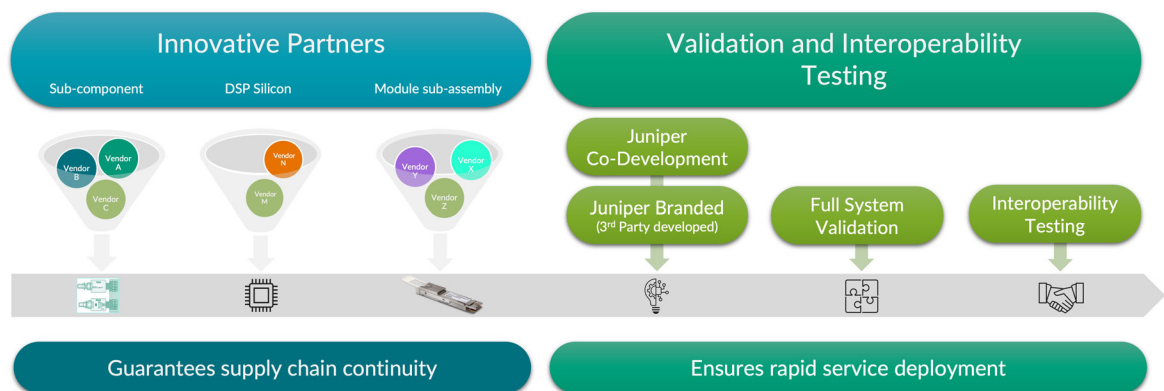 Innovative Partners
Sub-component
DSP Silicon
Module sub-assembly
Vendor
B
Vendor
A
Vendor
C
Vendor
N
Vendor
M
Vendor
Y
Vendor
X
Vendor
Z
Guarantees supply chain continuity
Validation and Interoperability
Testing
Juniper
Co-Development
Juniper Branded
(3rd Party developed)
Full System
Validation
Interoperability
Testing
Ensures rapid service deployment